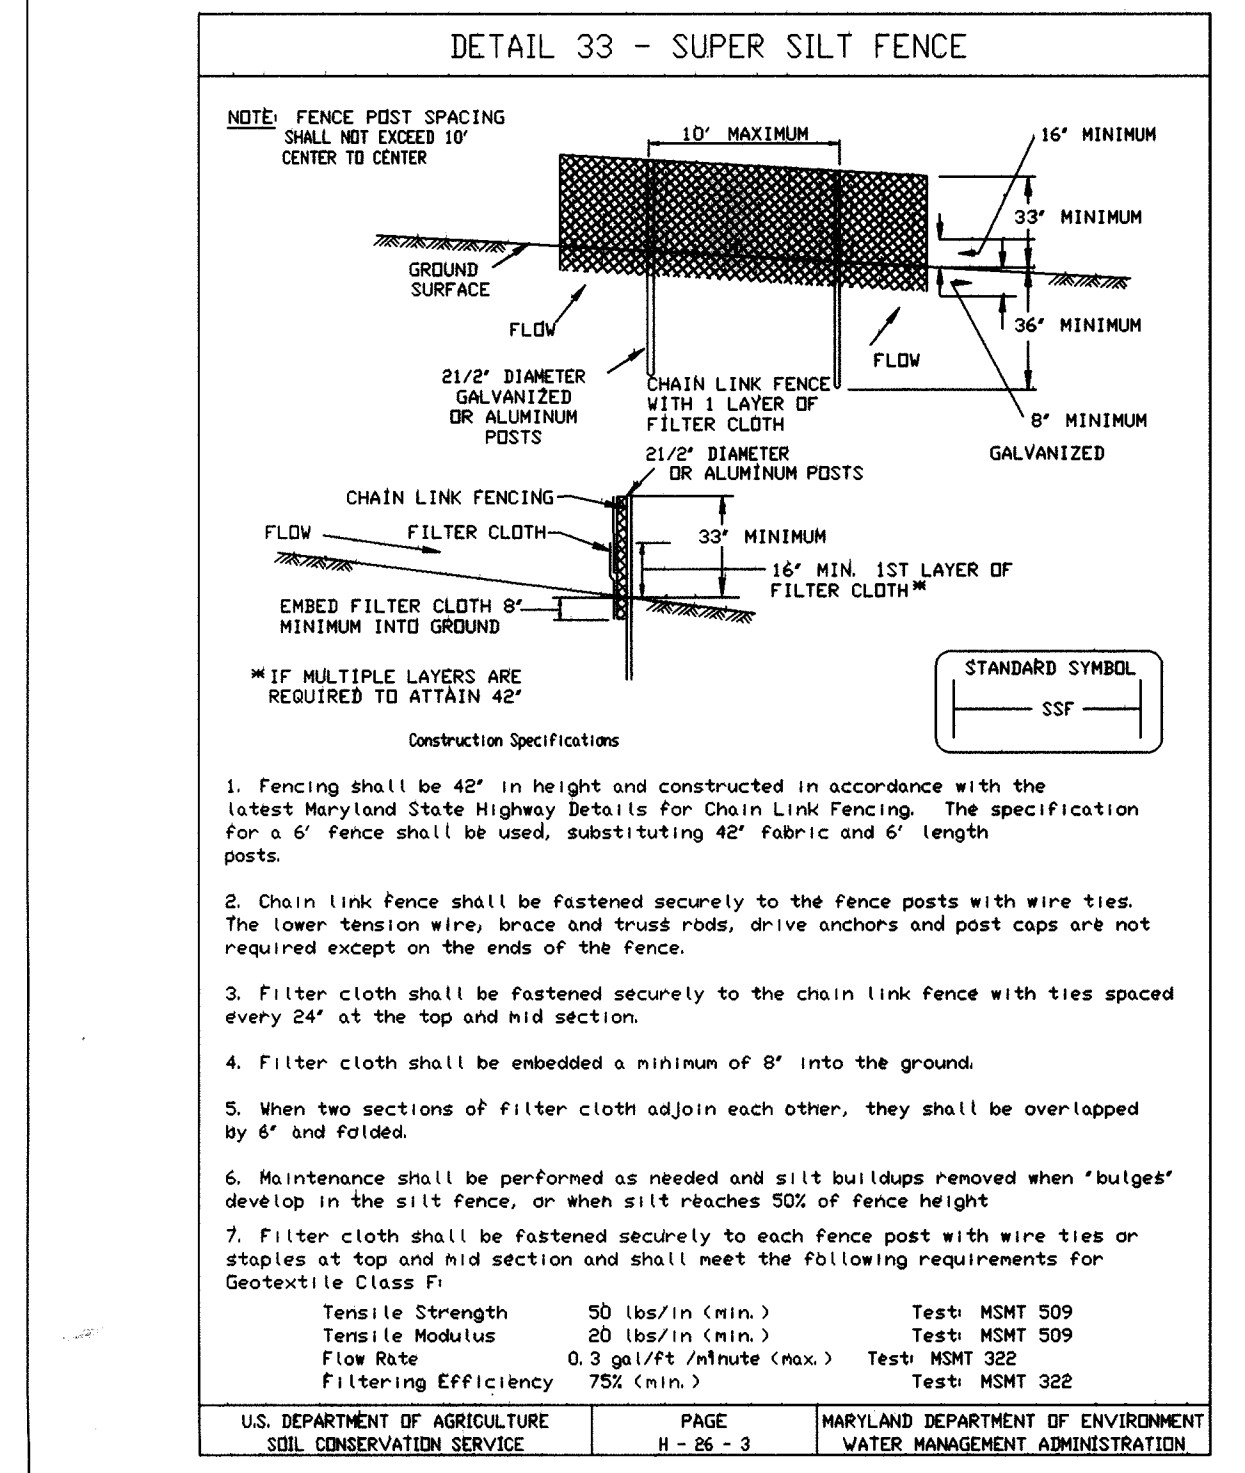 DETAIL 33 - SUPER SILT FENCE
NOTE: FENCE POST SPACING
SHALL NOT EXCEED 10'
CENTER TO CENTER
10' MAXIMUM
16" MINIMUM
33" MINIMUM
GROUND
SURFACE
FLOW
36" MINIMUM
FLOW
21/2" DIAMETER
GALVANIZED
OR ALUMINUM
POSTS
CHAIN LINK FENCE
WITH 1 LAYER OF
FILTER CLOTH
8" MINIMUM
GALVANIZED
21/2" DIAMETER
OR ALUMINUM POSTS
CHAIN LINK FENCING
FLOW
FILTER CLOTH
33" MINIMUM
16" MIN. 1ST LAYER OF
FILTER CLOTH*
EMBED FILTER CLOTH 8"
MINIMUM INTO GROUND
*IF MULTIPLE LAYERS ARE
REQUIRED TO ATTAIN 42"
STANDARD SYMBOL
SSF
Construction Specifications
1. Fencing shall be 42" in height and constructed in accordance with the
latest Maryland State Highway Details for Chain Link Fencing. The specification
for a 6' fence shall be used, substituting 42" fabric and 6' length
posts.
2. Chain link fence shall be fastened securely to the fence posts with wire ties.
The lower tension wire, brace and truss rods, drive anchors and post caps are not
required except on the ends of the fence.
3. Filter cloth shall be fastened securely to the chain link fence with ties spaced
every 24" at the top and mid section.
4. Filter cloth shall be embedded a minimum of 8" into the ground.
5. When two sections of filter cloth adjoin each other, they shall be overlapped
by 6" and folded.
6. Maintenance shall be performed as needed and silt buildups removed when "bulges"
develop in the silt fence, or when silt reaches 50% of fence height
7. Filter cloth shall be fastened securely to each fence post with wire ties or
staples at top and mid section and shall meet the following requirements for
Geotextile Class F:
Tensile Strength 50 lbs/in (min.) Test: MSMT 509
Tensile Modulus 20 lbs/in (min.) Test: MSMT 509
Flow Rate 0.3 gal/ft /minute (max.) Test: MSMT 322
Filtering Efficiency 75% (min.) Test: MSMT 322
U.S. DEPARTMENT OF AGRICULTURE
SOIL CONSERVATION SERVICE
PAGE
H - 26 - 3
MARYLAND DEPARTMENT OF ENVIRONMENT
WATER MANAGEMENT ADMINISTRATION